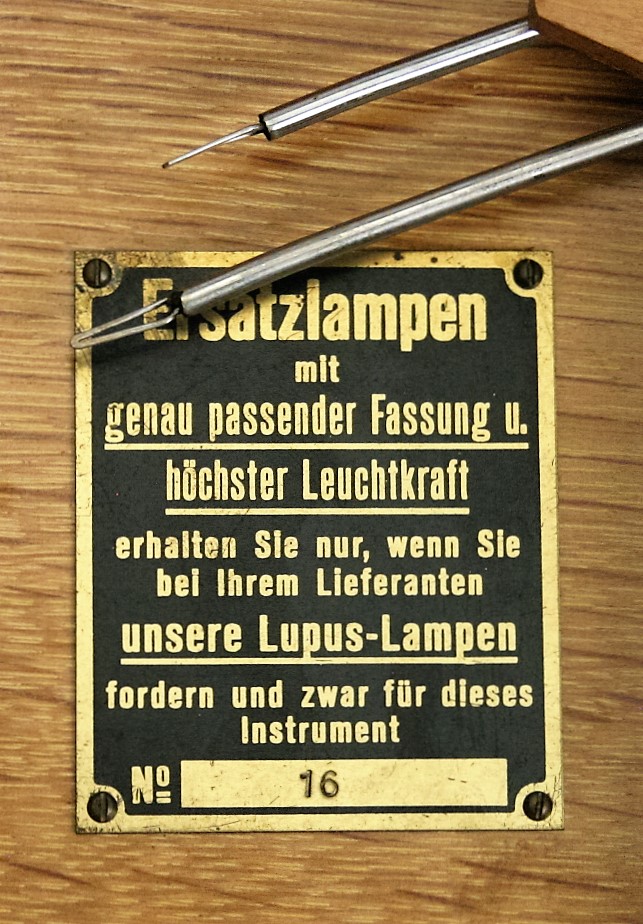 Ersatzlampen
mit
genau passender Fassung u.
höchster Leuchtkraft
erhalten Sie nur, wenn Sie
bei Ihrem Lieferanten
unsere Lupus-Lampen
fordern und zwar für dieses
Instrument
No 16